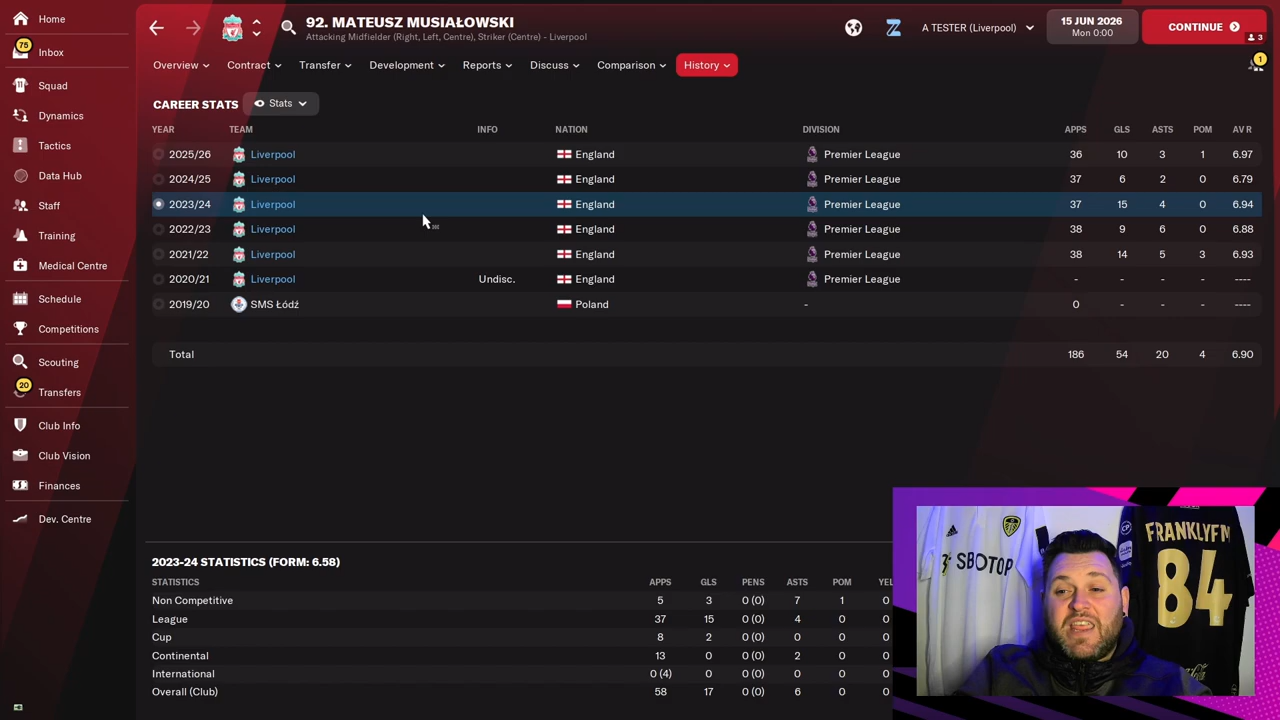 Home
75
Inbox
Squad
Dynamics
Tactics
Data Hub
Staff
Training
Medical Centre
Schedule
Competitions
Scouting
20
Transfers
Club Info
Club Vision
Finances
Dev. Centre
92. MATEUSZ MUSIAŁOWSKI
Attacking Midfielder (Right, Left, Centre), Striker (Centre) - Liverpool
A TESTER (Liverpool)
15 JUN 2026
Mon 0:00
CONTINUE
3
Overview Contract Transfer Development Reports Discuss Comparison History
1
CAREER STATS Stats
YEAR TEAM INFO NATION DIVISION APPS GLS ASTS POM AV R
2025/26 Liverpool England Premier League 36 10 3 1 6.97
2024/25 Liverpool England Premier League 37 6 2 0 6.79
2023/24 Liverpool England Premier League 37 15 4 0 6.94
2022/23 Liverpool England Premier League 38 9 6 0 6.88
2021/22 Liverpool England Premier League 38 14 5 3 6.93
2020/21 Liverpool Undisc. England Premier League - - - - ----
2019/20 SMS Łódź Poland - 0 - - - ----
Total 186 54 20 4 6.90
2023-24 STATISTICS (FORM: 6.58)
STATISTICS APPS GLS PENS ASTS POM YEL
Non Competitive 5 3 0 (0) 7 1 0
League 37 15 0 (0) 4 0 0
Cup 8 2 0 (0) 0 0 0
Continental 13 0 0 (0) 2 0 0
International 0 (4) 0 0 (0) 0 0 0
Overall (Club) 58 17 0 (0) 6 0 0
SBOTOP
FRANKLYFM
84